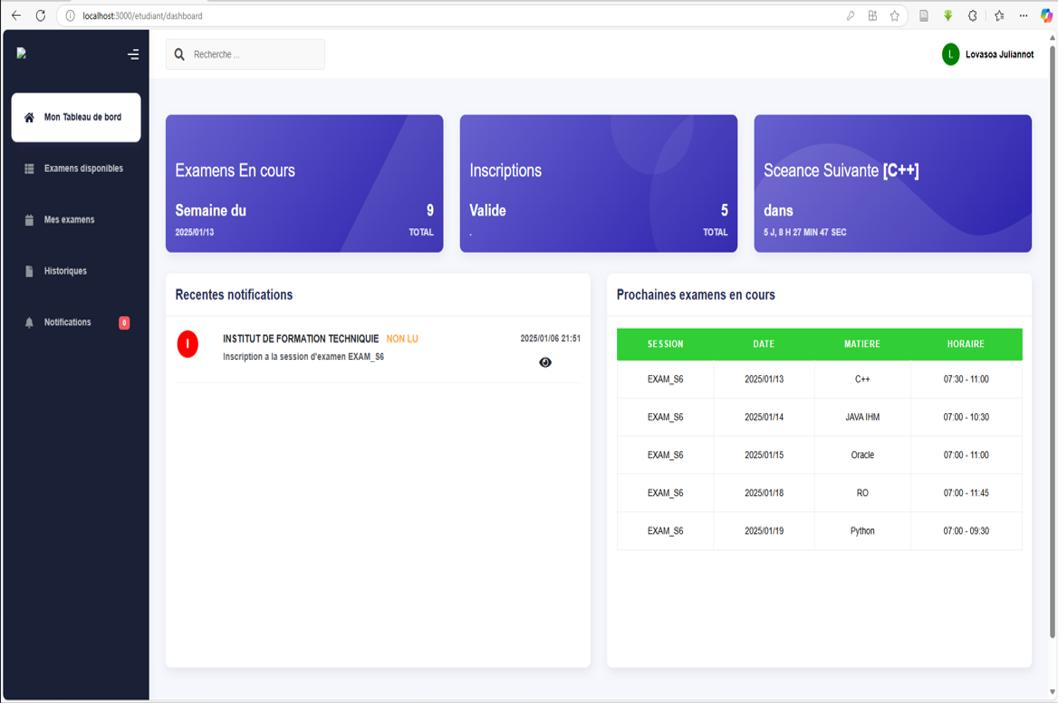 localhost:3000/etudiant/dashboard
Recherche ...
L
Lovasoa Juliannot
Mon Tableau de bord
Examens disponibles
Mes examens
Historiques
Notifications 0
Examens En cours
Semaine du 9
2025/01/13 TOTAL
Inscriptions
Valide 5
. TOTAL
Sceance Suivante [C++]
dans
5 J, 8 H 27 MIN 47 SEC
Recentes notifications
I
INSTITUT DE FORMATION TECHNIQUE NON LU 2025/01/06 21:51
Inscription a la session d'examen EXAM_S6
Prochaines examens en cours
SESSION DATE MATIERE HORAIRE
EXAM_S6 2025/01/13 C++ 07:30 - 11:00
EXAM_S6 2025/01/14 JAVA IHM 07:00 - 10:30
EXAM_S6 2025/01/15 Oracle 07:00 - 11:00
EXAM_S6 2025/01/18 RO 07:00 - 11:45
EXAM_S6 2025/01/19 Python 07:00 - 09:30